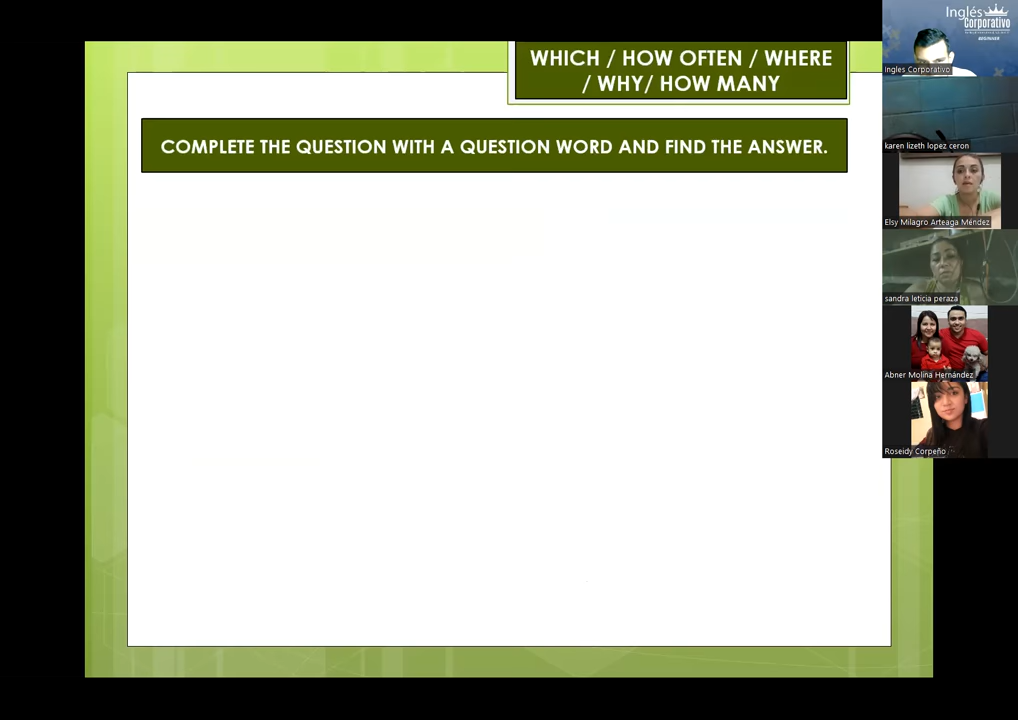 WHICH / HOW OFTEN / WHERE
/ WHY/ HOW MANY
COMPLETE THE QUESTION WITH A QUESTION WORD AND FIND THE ANSWER.
Inglés
Corporativo
BEGINNER
Ingles Corporativo
karen lizeth lopez ceron
Elsy Milagro Arteaga Méndez
sandra leticia peraza
Abner Molina Hernández
Roseidy Corpeño